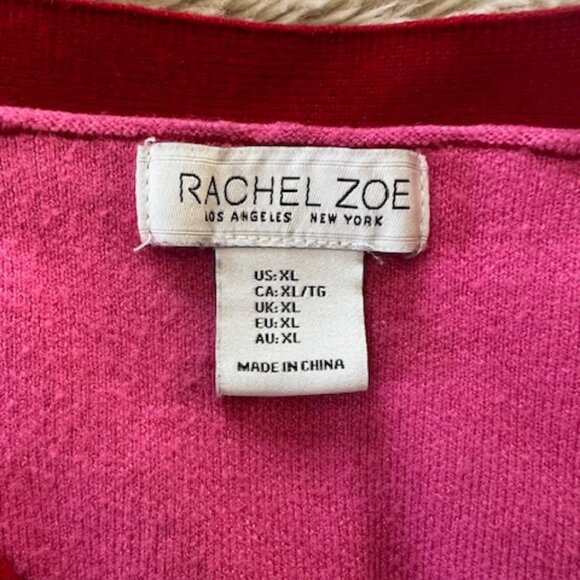 RACHEL ZOE
LOS ANGELES NEW YORK
US: XL
CA: XL/TG
UK: XL
EU: XL
AU: XL
MADE IN CHINA